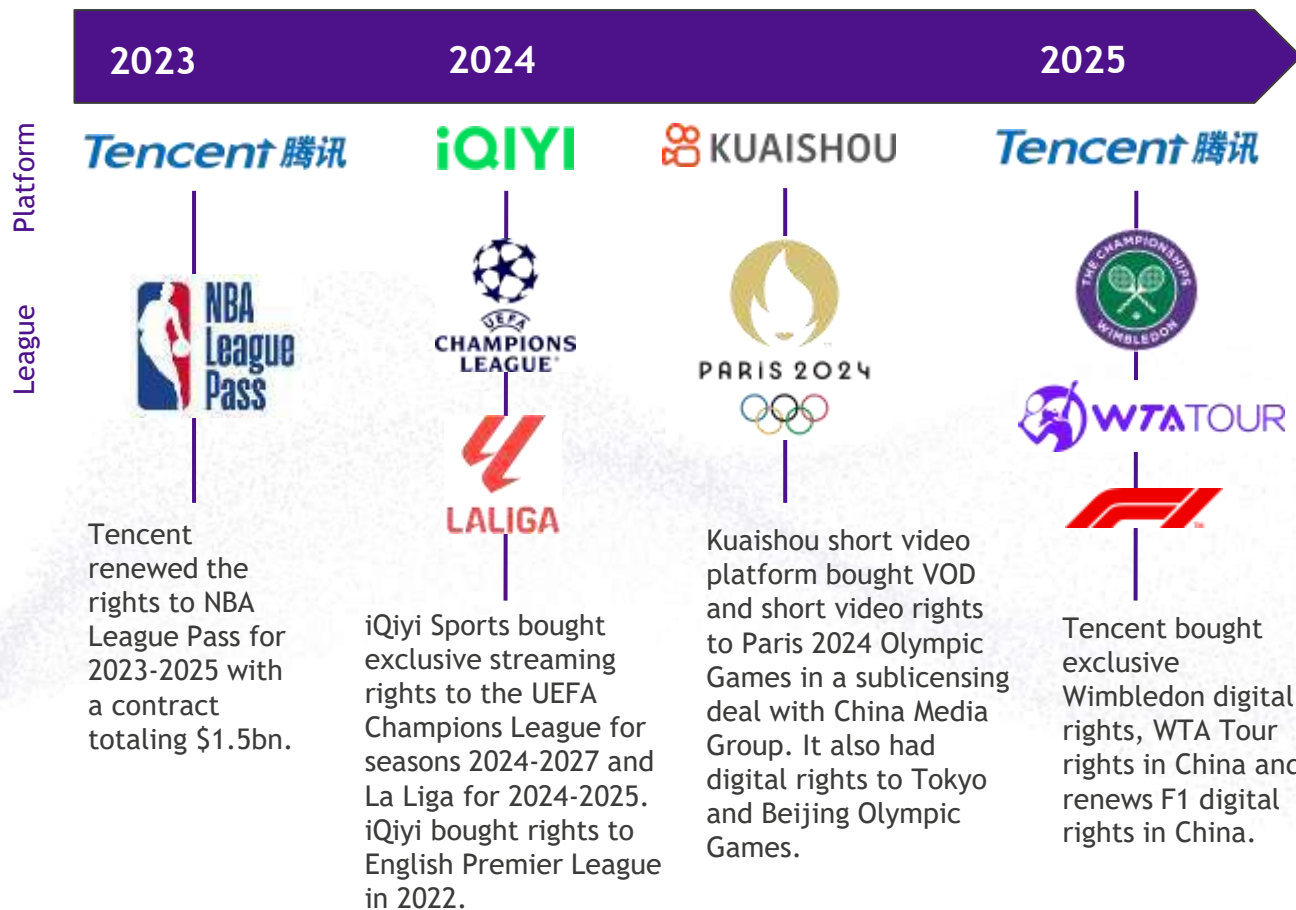 2023
2024
2025
Platform
League
Tencent 腾讯
iQIYI
KUAISHOU
Tencent 腾讯
NBA
League
Pass
UEFA
CHAMPIONS
LEAGUE
LALIGA
PARIS 2024
THE CHAMPIONSHIPS
WIMBLEDON
WTATOUR
Tencent
renewed the
rights to NBA
League Pass for
2023-2025 with
a contract
totaling $1.5bn.
iQiyi Sports bought
exclusive streaming
rights to the UEFA
Champions League for
seasons 2024-2027 and
La Liga for 2024-2025.
iQiyi bought rights to
English Premier League
in 2022.
Kuaishou short video
platform bought VOD
and short video rights
to Paris 2024 Olympic
Games in a sublicensing
deal with China Media
Group. It also had
digital rights to Tokyo
and Beijing Olympic
Games.
Tencent bought
exclusive
Wimbledon digital
rights, WTA Tour
rights in China and
renews F1 digital
rights in China.